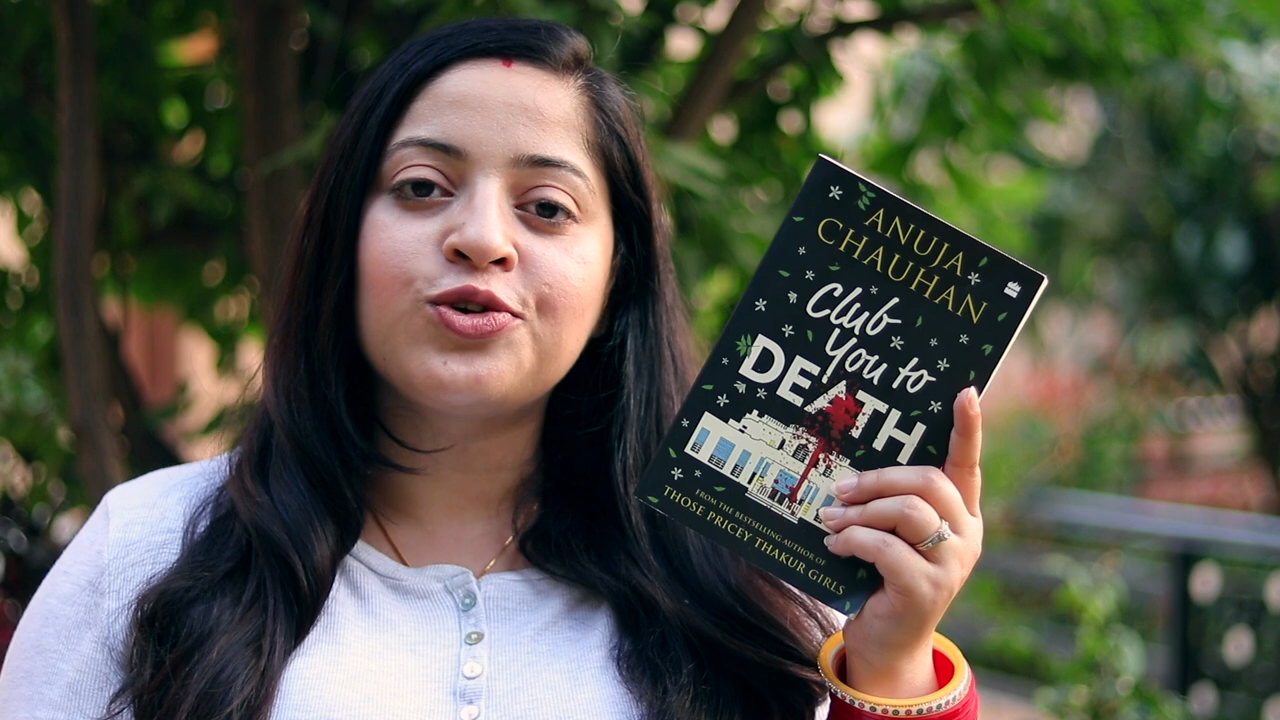 ANUJA
CHAUHAN
Club
You to
DEATH
FROM THE BESTSELLING AUTHOR OF
THOSE PRICEY THAKUR GIRLS